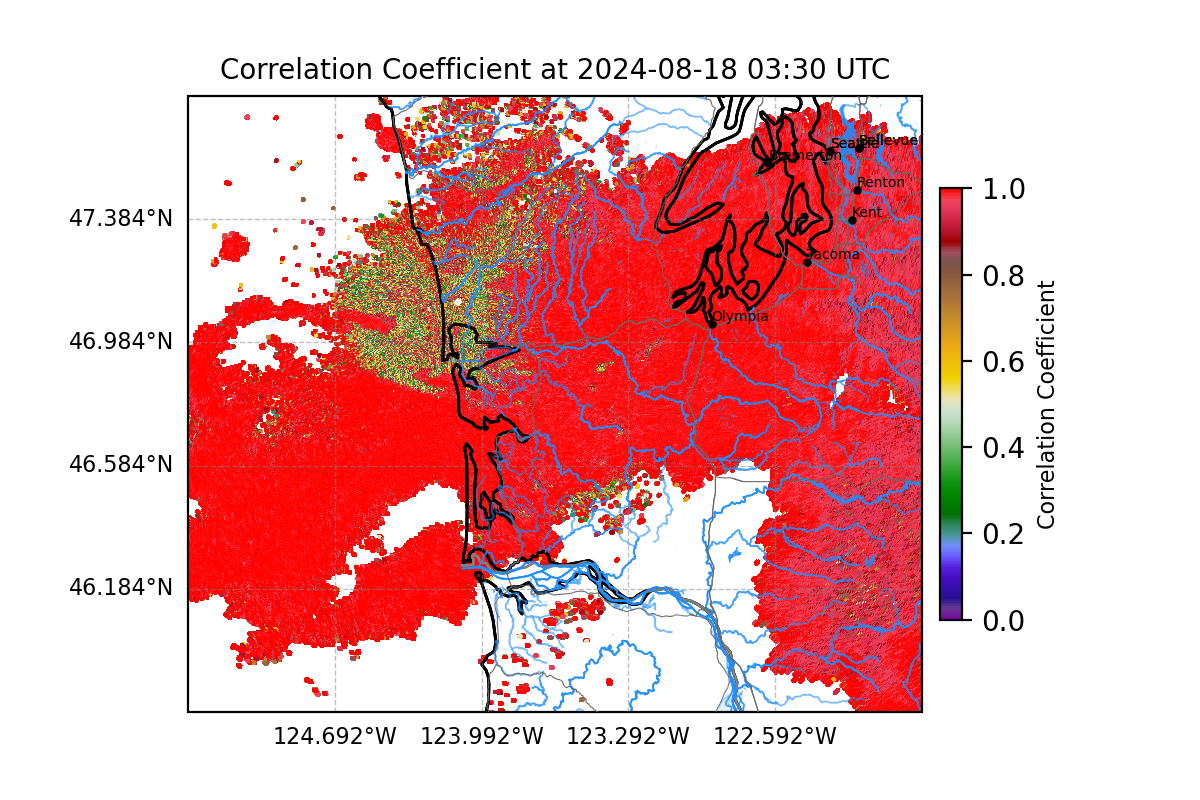 Correlation Coefficient at 2024-08-18 03:30 UTC
Seattle
Bellevue
Bremerton
Renton
Kent
Tacoma
Olympia
47.384°N
46.984°N
46.584°N
46.184°N
124.692°W
123.992°W
123.292°W
122.592°W
1.0
0.8
0.6
0.4
0.2
0.0
Correlation Coefficient